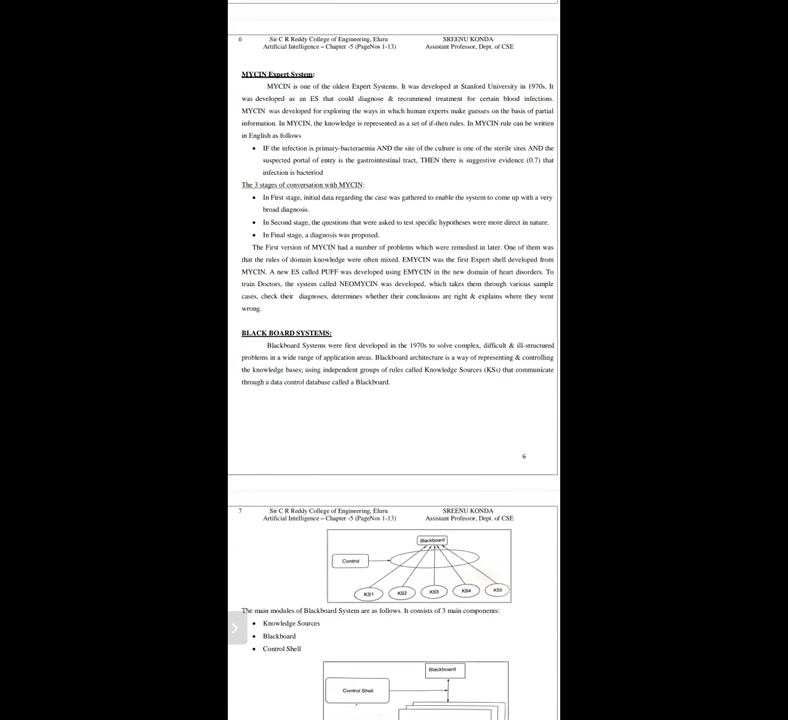 6 Sir C R Reddy College of Engineering, Eluru SREENU KONDA
Artificial Intelligence – Chapter -5 (PageNos 1-13) Assistant Professor, Dept. of CSE
MYCIN Expert System:
MYCIN is one of the oldest Expert Systems. It was developed at Stanford University in 1970s. It
was developed as an ES that could diagnose & recommend treatment for certain blood infections.
MYCIN was developed for exploring the ways in which human experts make guesses on the basis of partial
information. In MYCIN, the knowledge is represented as a set of if-then rules. In MYCIN rule can be written
in English as follows
• IF the infection is primary-bacteraemia AND the site of the culture is one of the sterile sites AND the
suspected portal of entry is the gastrointestinal tract, THEN there is suggestive evidence (0.7) that
infection is bacteriod
The 3 stages of conversation with MYCIN:
• In First stage, initial data regarding the case was gathered to enable the system to come up with a very
broad diagnosis.
• In Second stage, the questions that were asked to test specific hypotheses were more direct in nature.
• In Final stage, a diagnosis was proposed.
The First version of MYCIN had a number of problems which were remedied in later. One of them was
that the rules of domain knowledge were often mixed. EMYCIN was the first Expert shell developed from
MYCIN. A new ES called PUFF was developed using EMYCIN in the new domain of heart disorders. To
train Doctors, the system called NEOMYCIN was developed, which takes them through various sample
cases, check their diagnoses, determines whether their conclusions are right & explains where they went
wrong.
BLACK BOARD SYSTEMS:
Blackboard Systems were first developed in the 1970s to solve complex, difficult & ill-structured
problems in a wide range of application areas. Blackboard architecture is a way of representing & controlling
the knowledge bases; using independent groups of rules called Knowledge Sources (KSs) that communicate
through a data control database called a Blackboard.
6
7 Sir C R Reddy College of Engineering, Eluru SREENU KONDA
Artificial Intelligence – Chapter -5 (PageNos 1-13) Assistant Professor, Dept. of CSE
Blackboard
Control
KS1 KS2 KS3 KS4 KS5
The main modules of Blackboard System are as follows. It consists of 3 main components:
• Knowledge Sources
• Blackboard
• Control Shell
Blackboard
Control Shell